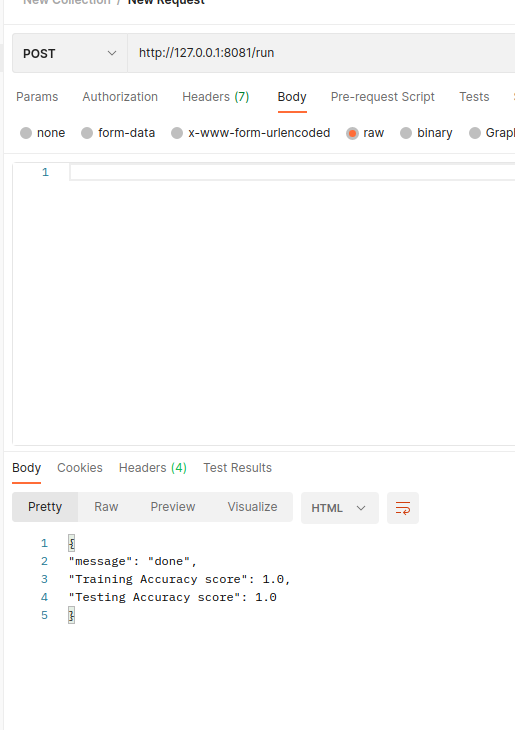 New Collection / New Request
POST http://127.0.0.1:8081/run
Params Authorization Headers (7) Body Pre-request Script Tests
none form-data x-www-form-urlencoded raw binary Grap
1
Body Cookies Headers (4) Test Results
Pretty Raw Preview Visualize HTML
1 {
2 "message": "done",
3 "Training Accuracy score": 1.0,
4 "Testing Accuracy score": 1.0
5 }